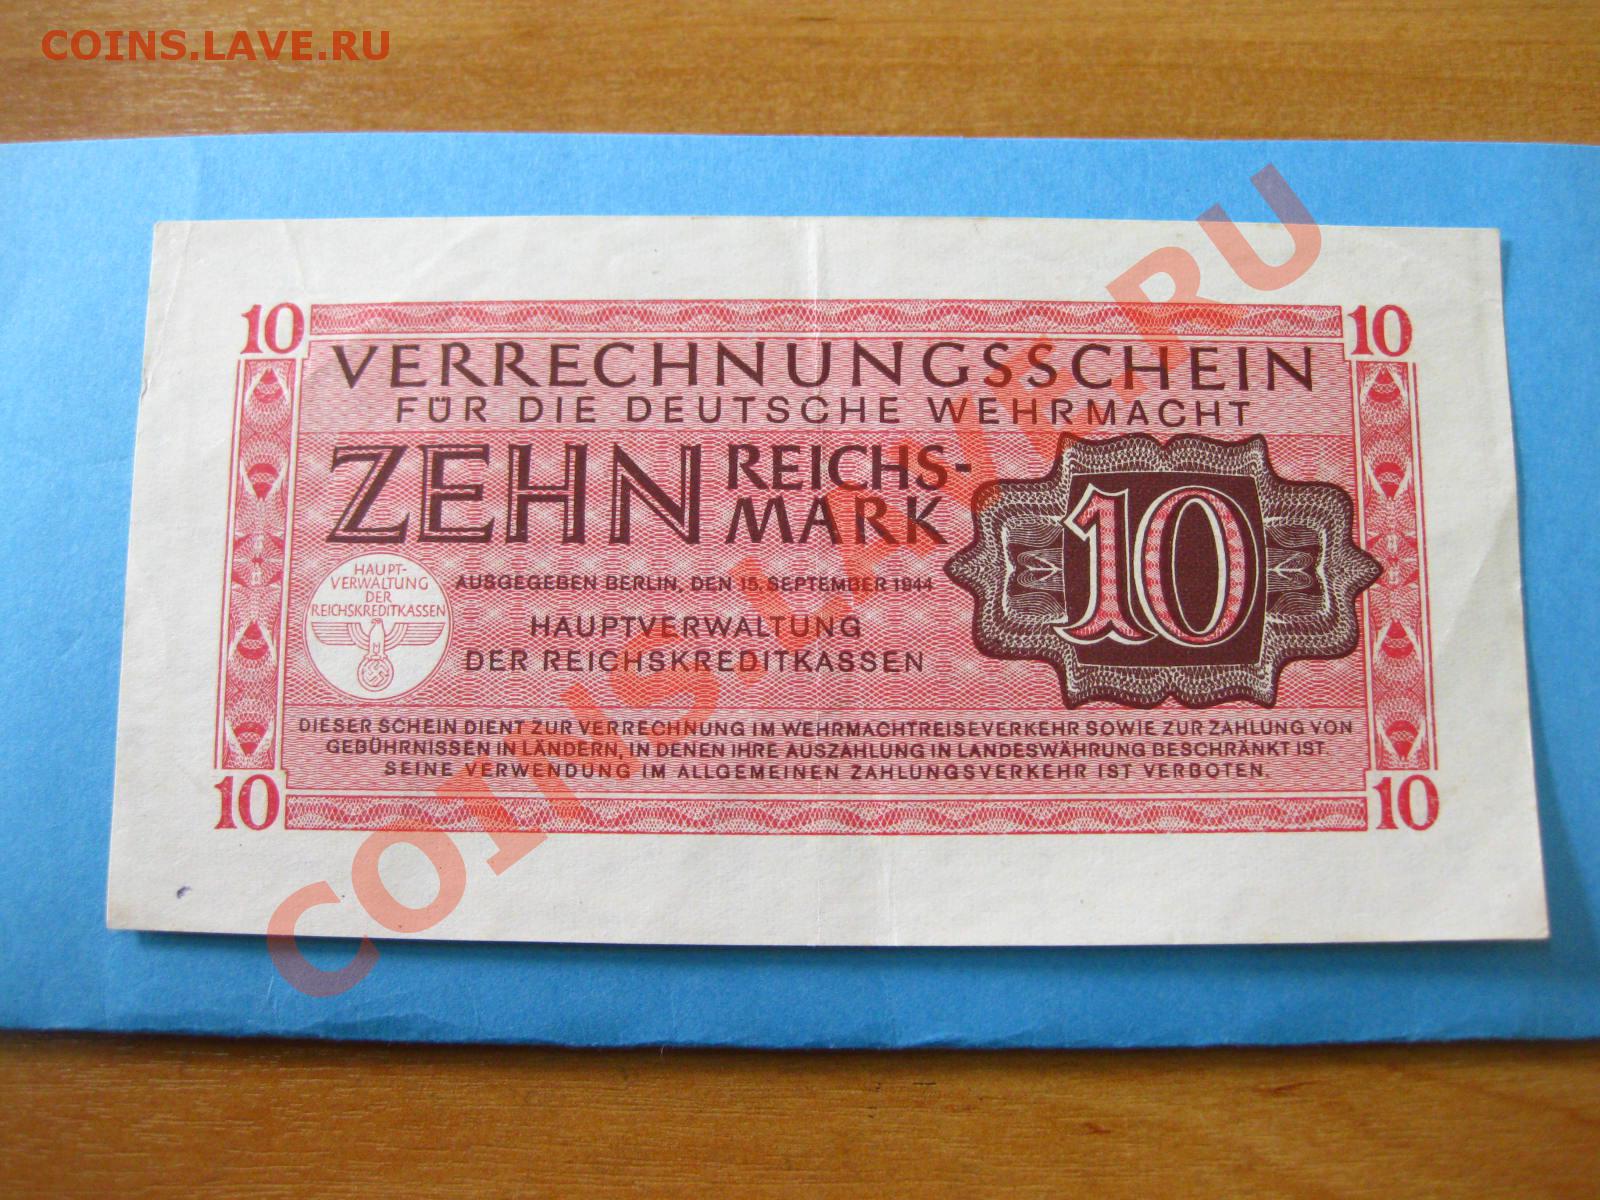 COINS.LAVE.RU
10
10
VERRECHNUNGSSCHEIN
FÜR DIE DEUTSCHE WEHRMACHT
ZEHN REICHS-
MARK
10
HAUPT-
VERWALTUNG
DER
REICHSKREDITKASSEN
AUSGEGEBEN BERLIN, DEN 15. SEPTEMBER 1944
HAUPTVERWALTUNG
DER REICHSKREDITKASSEN
DIESER SCHEIN DIENT ZUR VERRECHNUNG IM WEHRMACHTREISEVERKEHR SOWIE ZUR ZAHLUNG VON
GEBÜHRNISSEN IN LÄNDERN, IN DENEN IHRE AUSZAHLUNG IN LANDESWÄHRUNG BESCHRÄNKT IST.
SEINE VERWENDUNG IM ALLGEMEINEN ZAHLUNGSVERKEHR IST VERBOTEN.
10
10
COINS.LAVE.RU